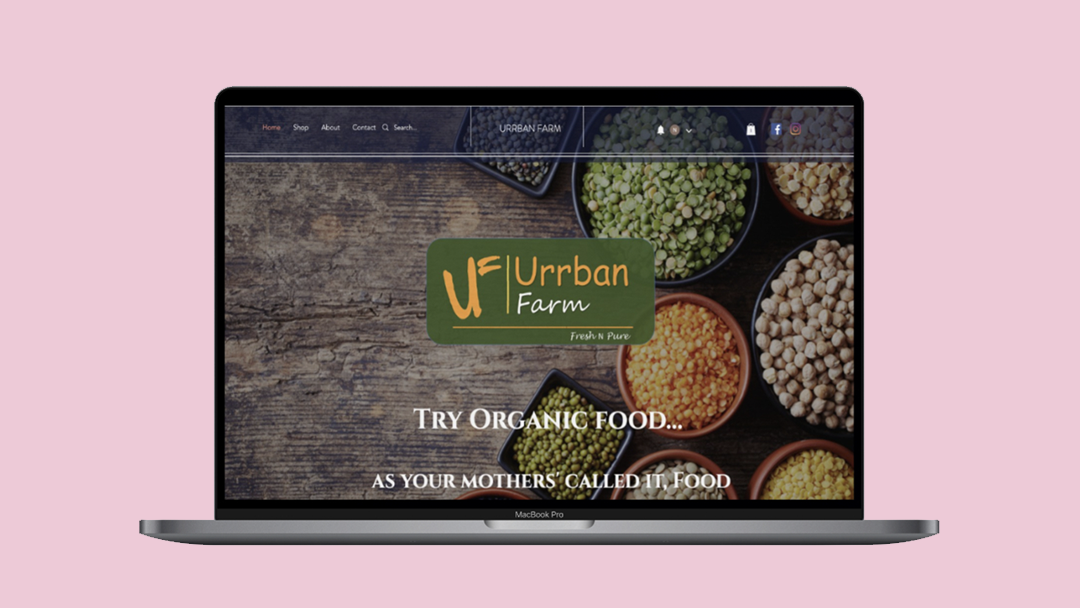 Home Shop About Contact Search... URRBAN FARM
UF Urrban
Farm
Fresh N Pure
Try Organic food...
as your mothers' called it, Food
MacBook Pro